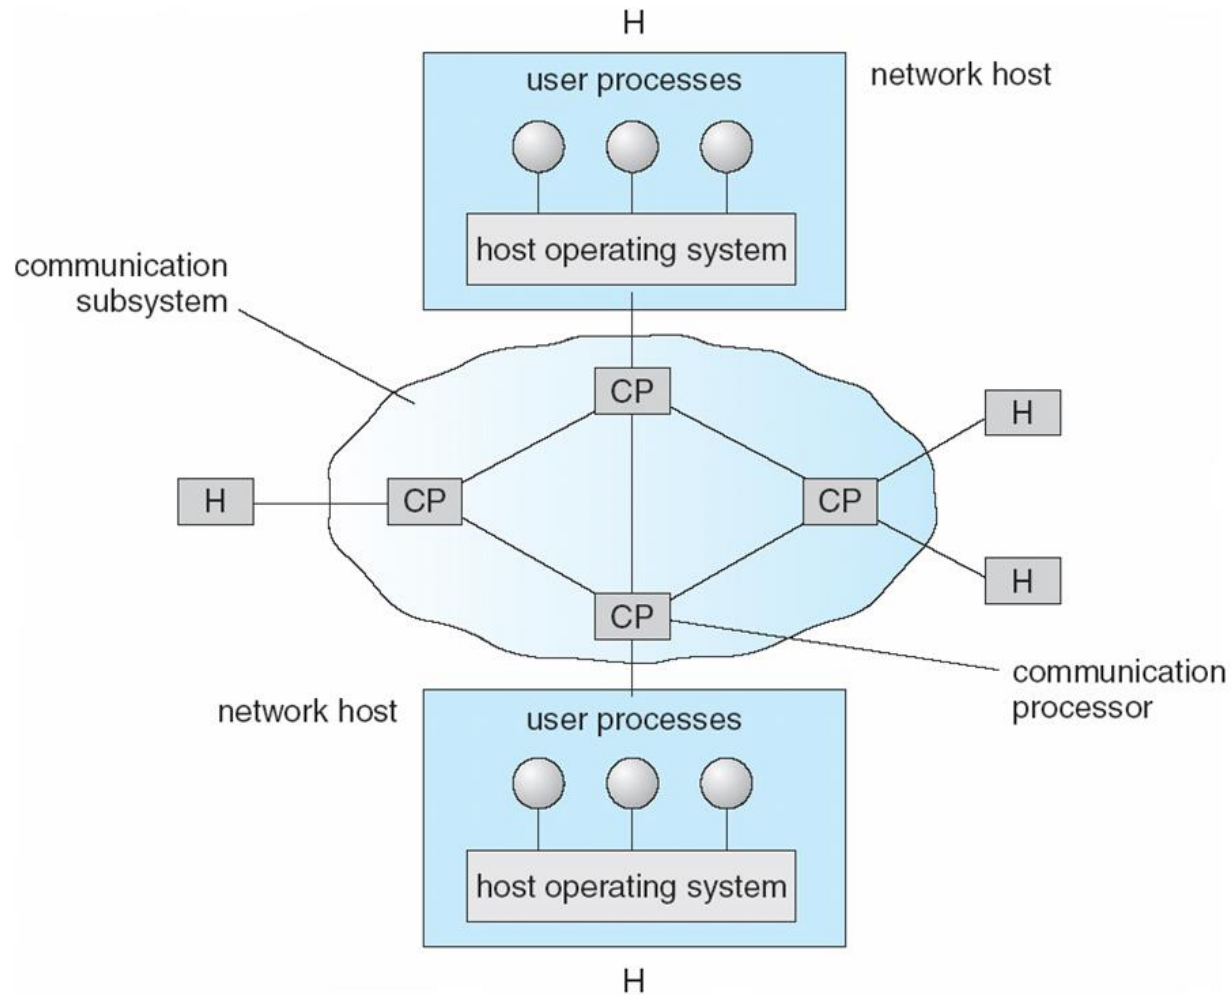 H
user processes
network host
host operating system
communication
subsystem
CP
H
H
CP
CP
H
CP
communication
processor
network host
user processes
host operating system
H